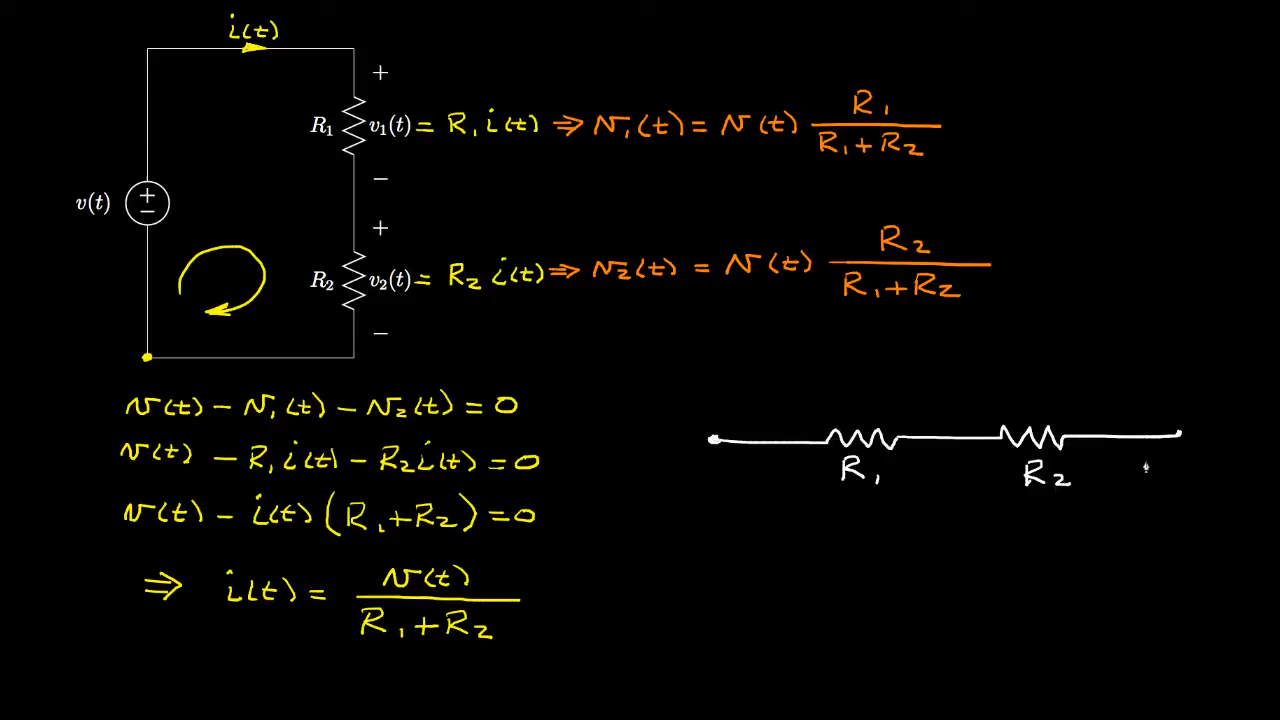 i(t)
+
R₁ v₁(t) = R₁ i(t) ⇒ v₁(t) = v(t) R₁/(R₁+R₂)
−
v(t) + −
+
R₂ v₂(t) = R₂ i(t) ⇒ v₂(t) = v(t) R₂/(R₁+R₂)
−
v(t) − v₁(t) − v₂(t) = 0
v(t) − R₁ i(t) − R₂ i(t) = 0
v(t) − i(t) (R₁+R₂) = 0
⇒ i(t) = v(t)/(R₁+R₂)
R₁ R₂